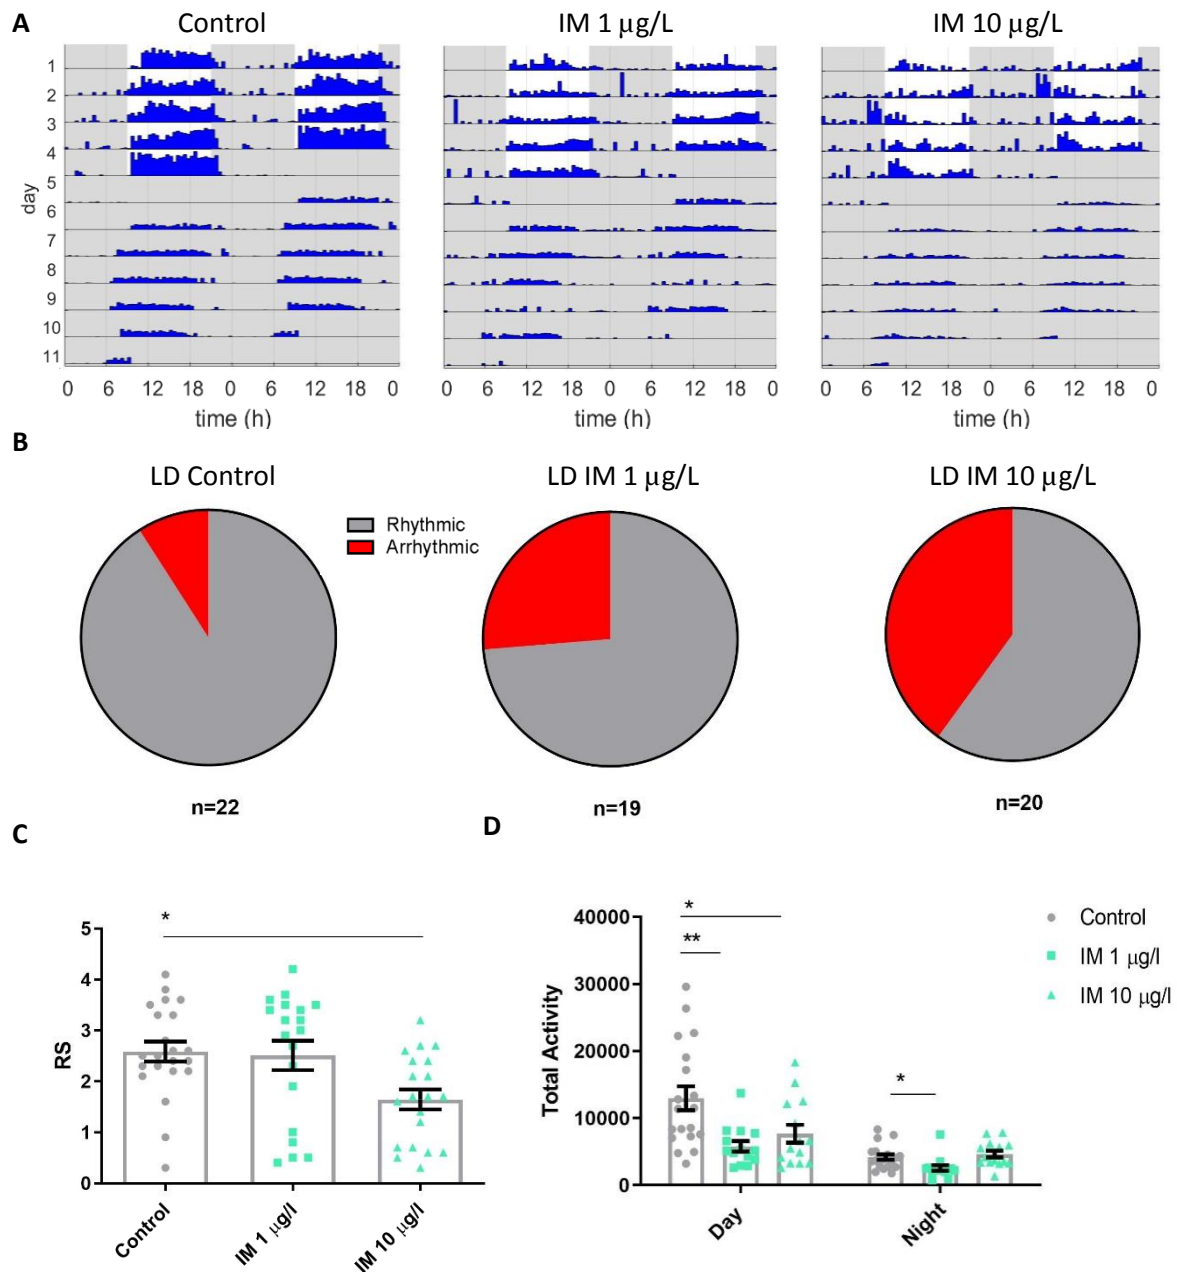 A
Control
IM 1 μg/L
IM 10 μg/L
day
1
2
3
4
5
6
7
8
9
10
11
0 6 12 18 0 6 12 18 0
0 6 12 18 0 6 12 18 0
0 6 12 18 0 6 12 18 0
time (h)
time (h)
time (h)
B
LD Control
LD IM 1 μg/L
LD IM 10 μg/L
Rhythmic
Arrhythmic
n=22
n=19
n=20
C
RS
5
4
3
2
1
0
*
Control
IM 1 μg/l
IM 10 μg/l
D
Total Activity
40000
30000
20000
10000
0
*
**
*
Day
Night
Control
IM 1 μg/l
IM 10 μg/l